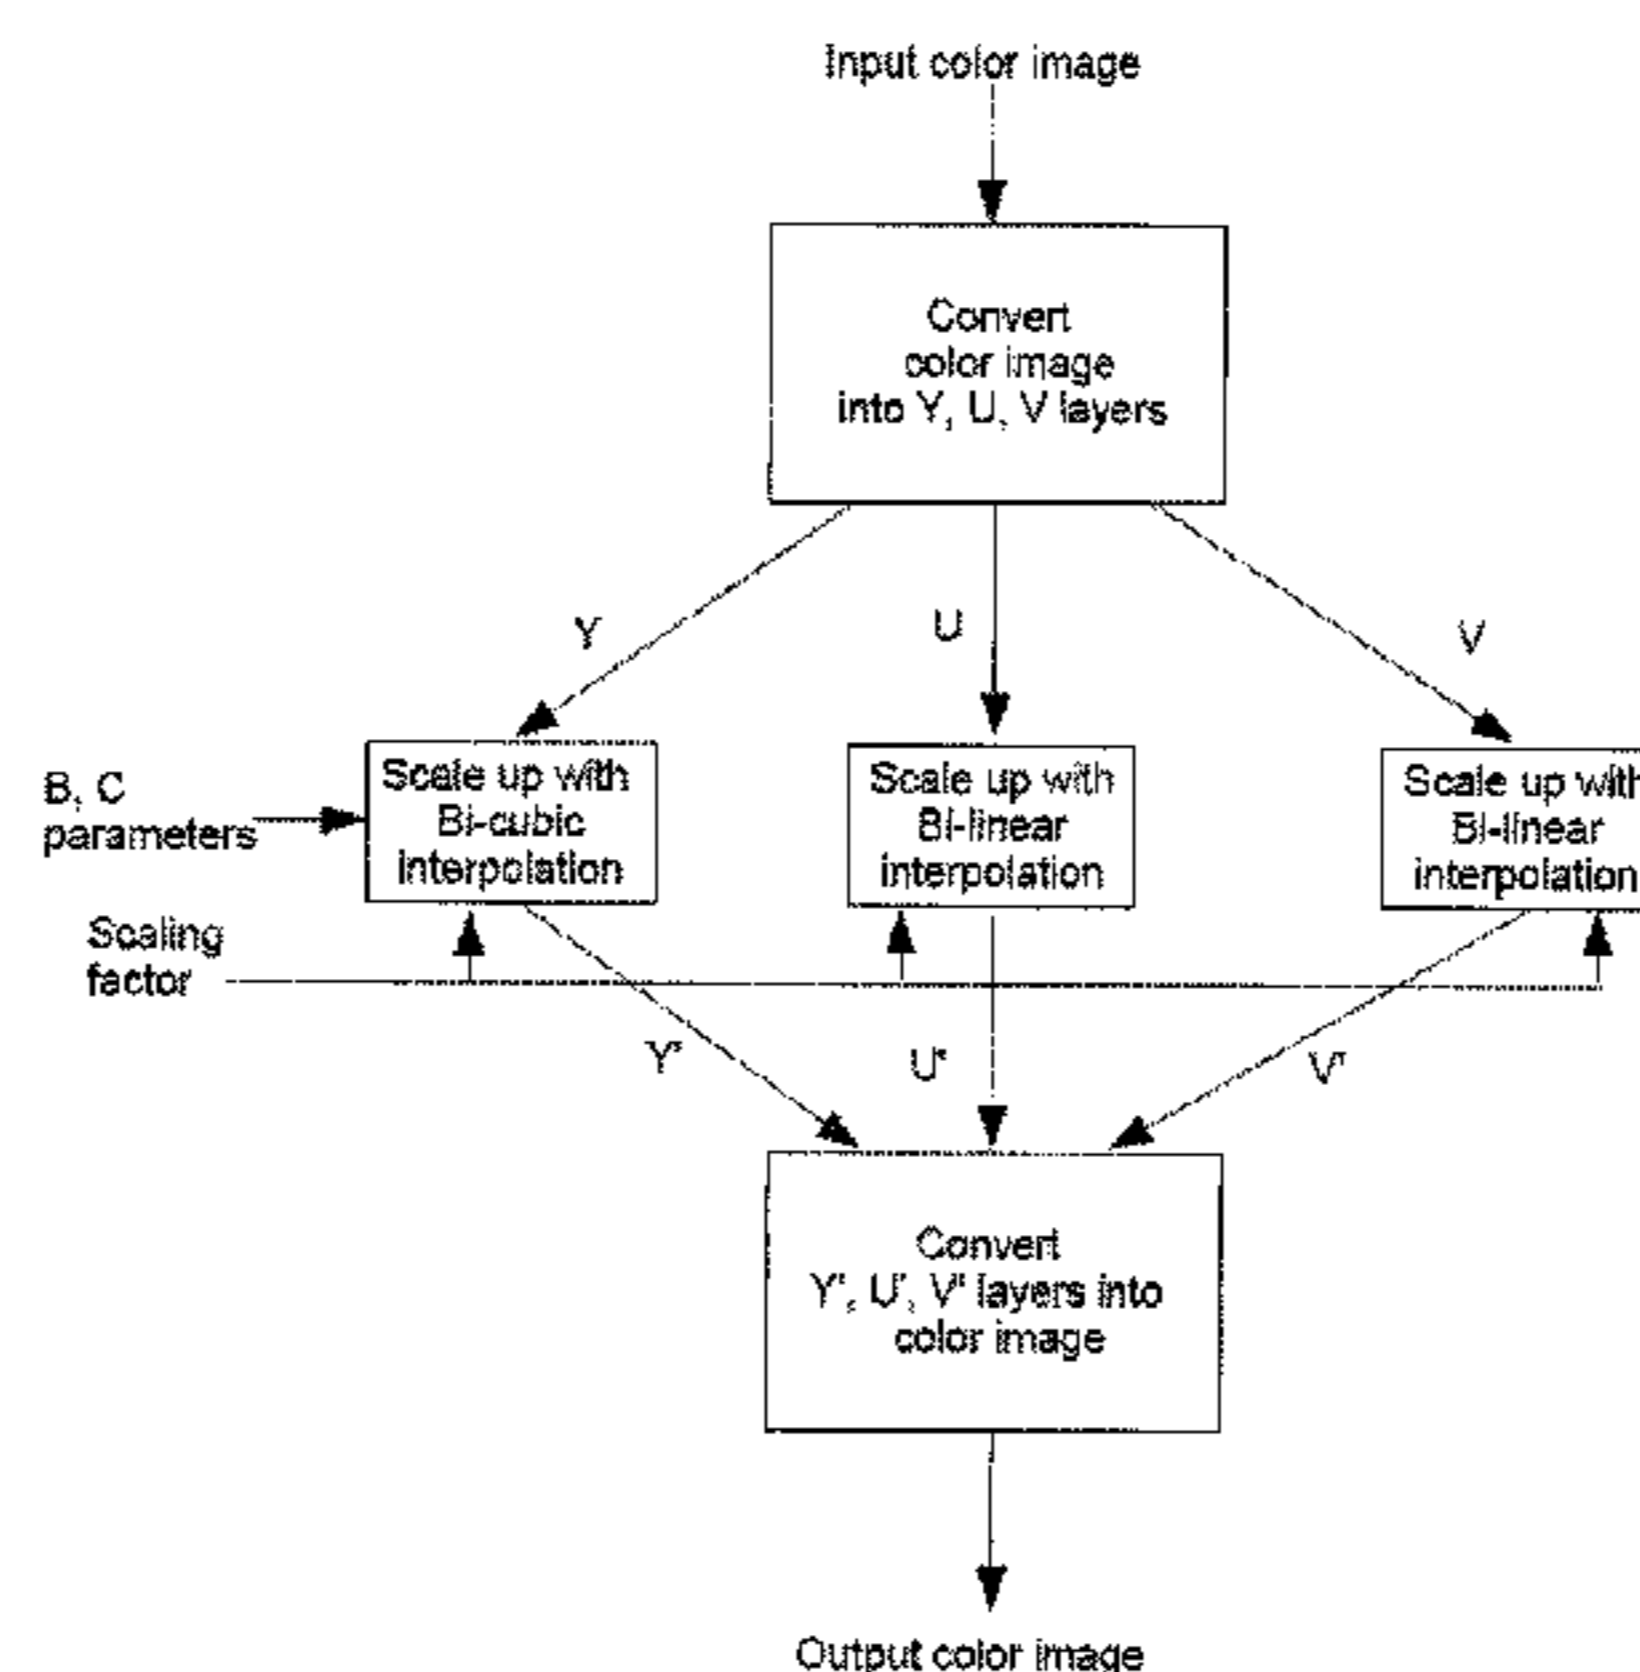 Input color image
Convert
color image
into Y, U, V layers
Y
U
V
B, C
parameters
Scale up with
Bi-cubic
interpolation
Scale up with
Bi-linear
interpolation
Scale up with
Bi-linear
interpolation
Scaling
factor
Y'
U'
V'
Convert
Y', U', V' layers into
color image
Output color image